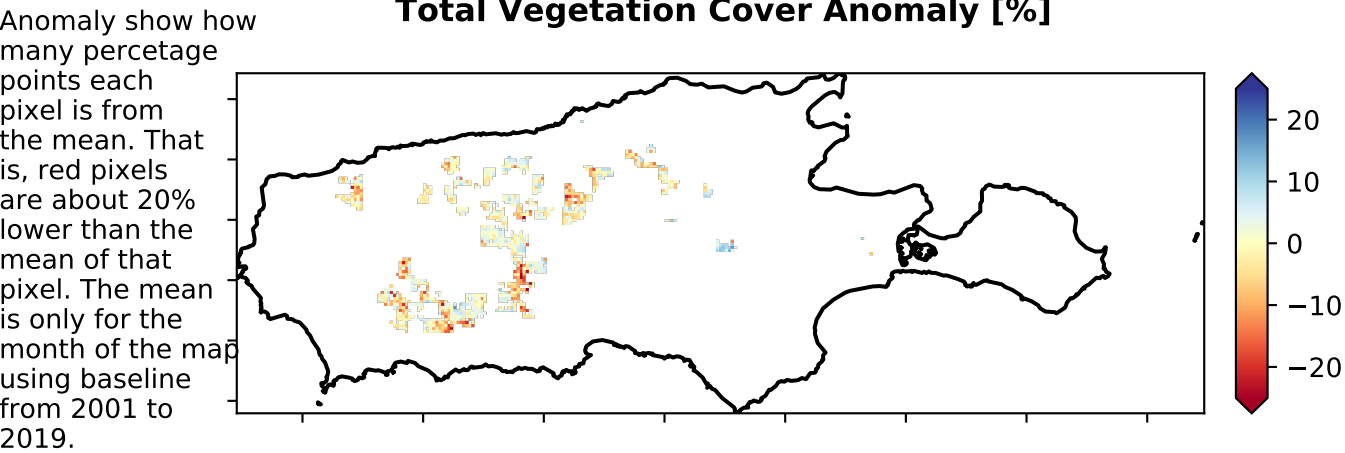 Total Vegetation Cover Anomaly [%]
Anomaly show how
many percetage
points each
pixel is from
the mean. That
is, red pixels
are about 20%
lower than the
mean of that
pixel. The mean
is only for the
month of the map
using baseline
from 2001 to
2019.
20
10
0
−10
−20